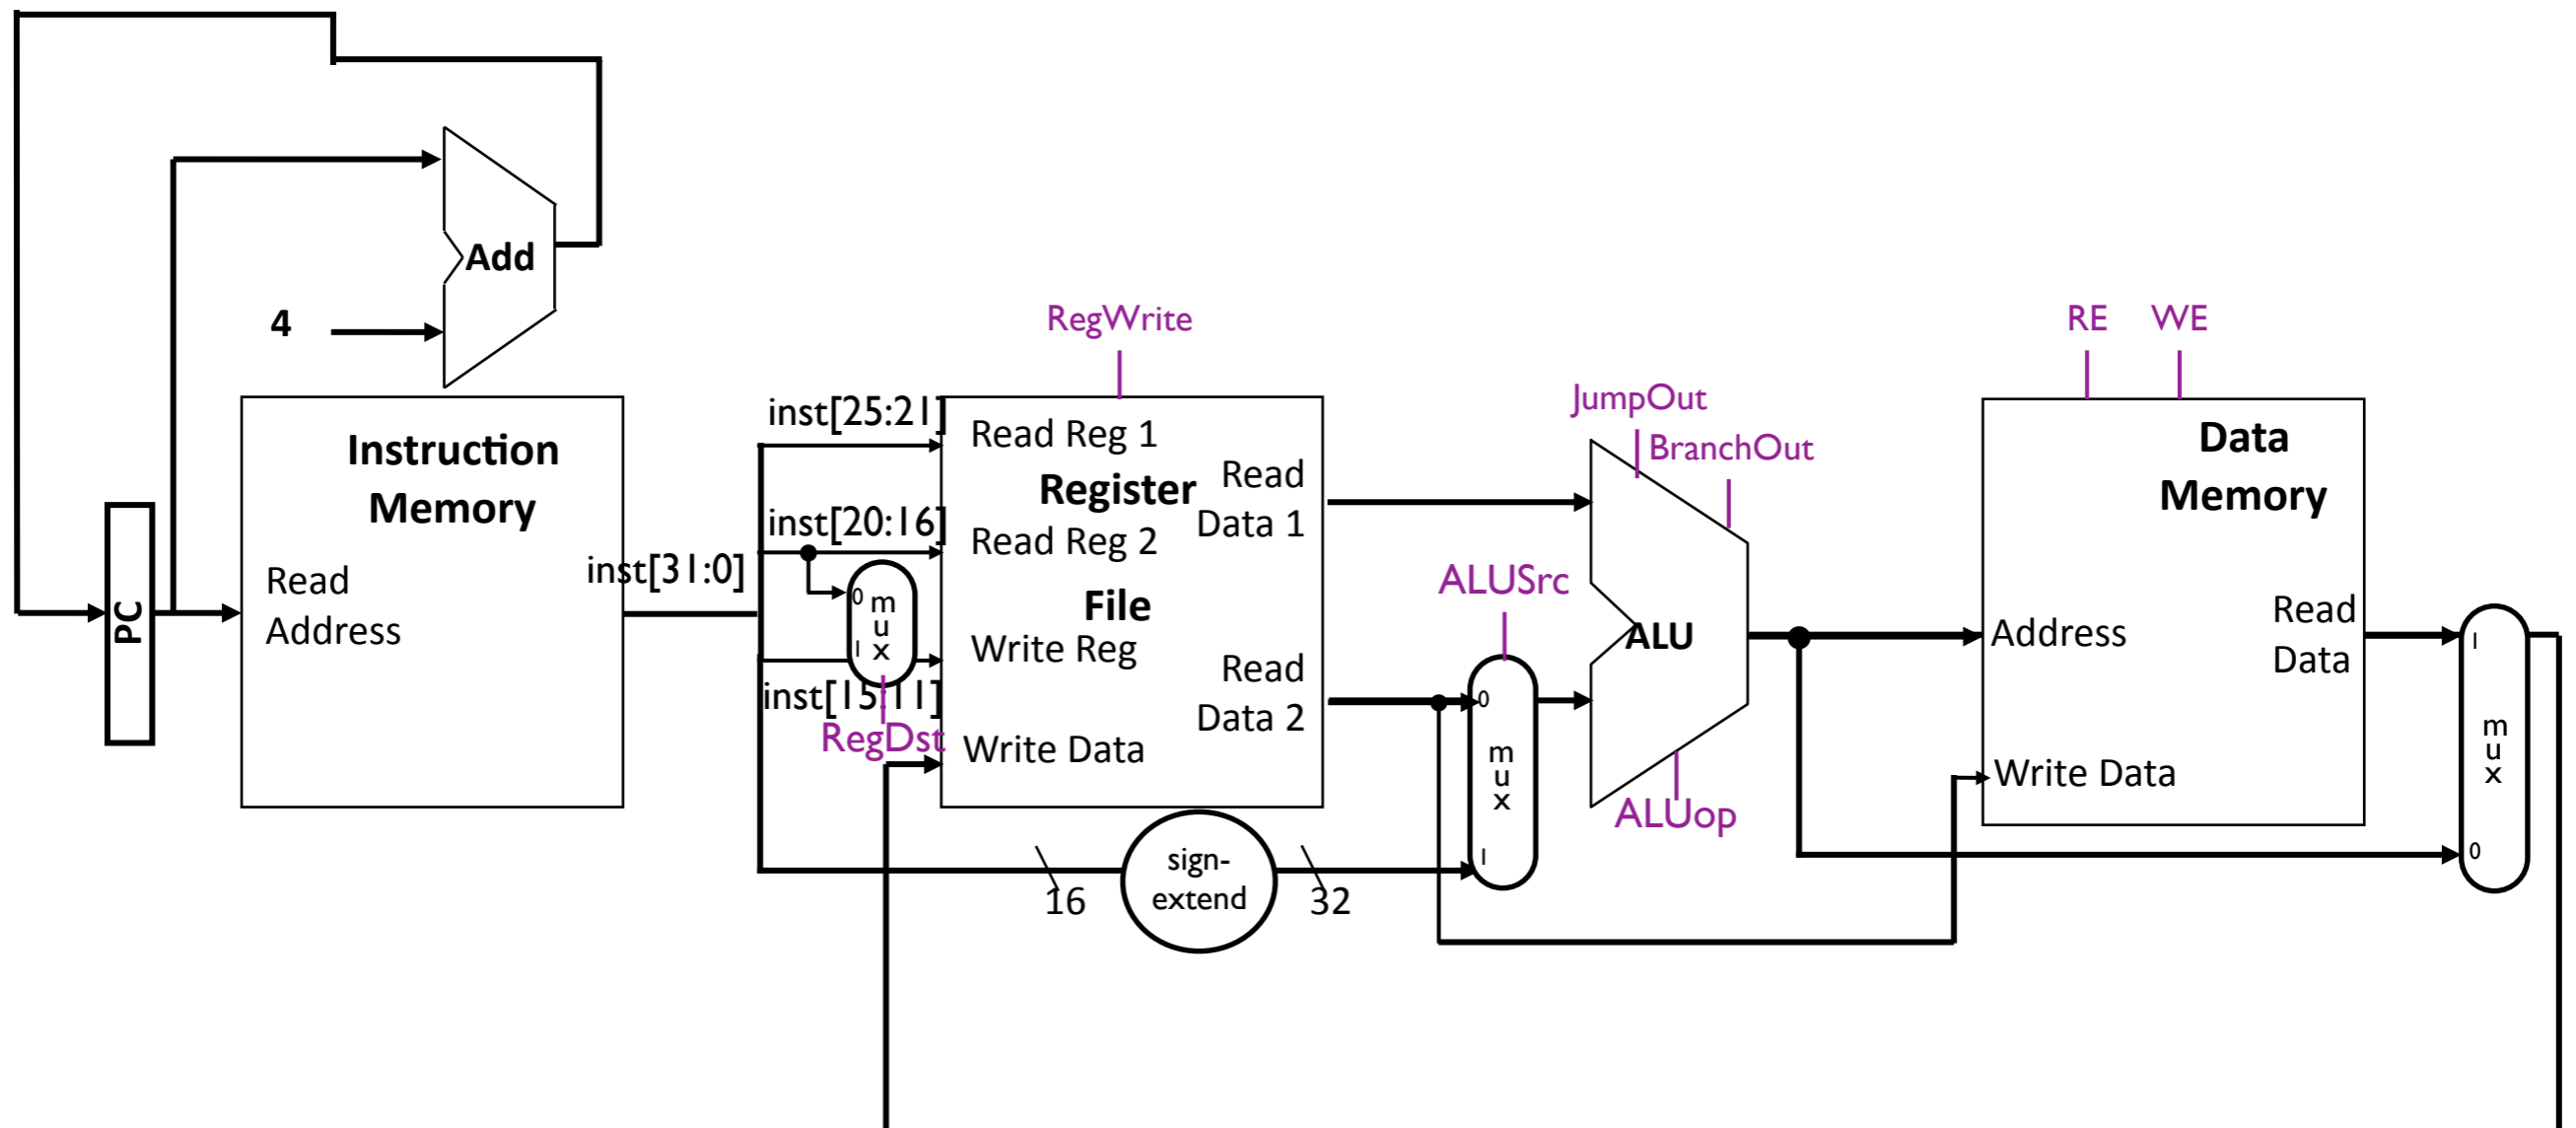 Add
4
RegWrite
RE
WE
JumpOut
BranchOut
inst[25:21]
inst[20:16]
inst[31:0]
inst[15:11]
RegDst
0
mux
1
PC
Instruction
Memory
Read
Address
Read Reg 1
Register
Read
Data 1
Read Reg 2
File
Write Reg
Read
Data 2
Write Data
sign-
extend
16
32
ALUSrc
0
mux
1
ALU
ALUop
Data
Memory
Address
Read
Data
Write Data
1
mux
0